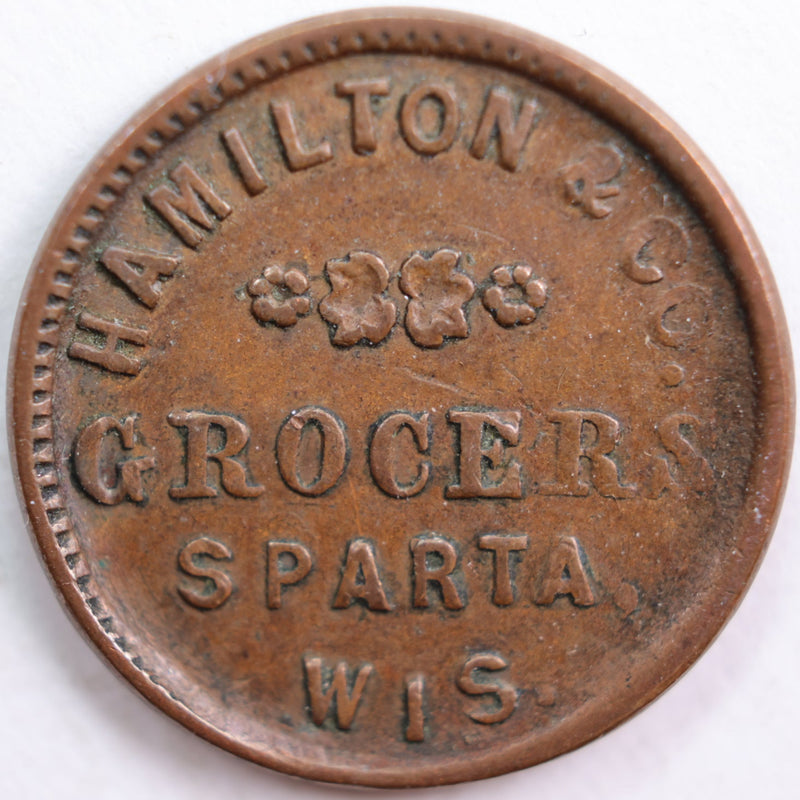 HAMILTON & CO.
GROCERS
SPARTA,
WIS.